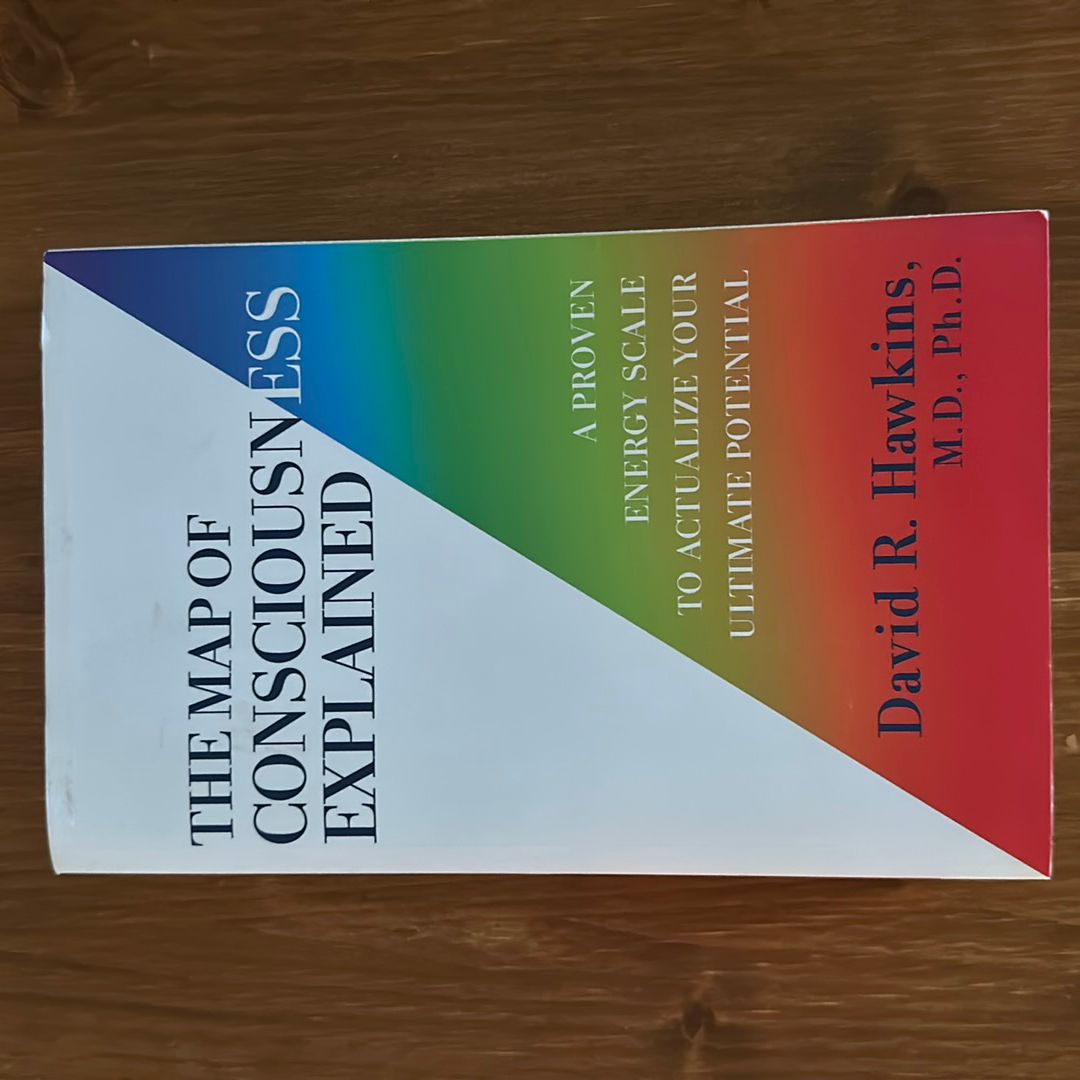 THE MAP OF
CONSCIOUSNESS
EXPLAINED
A PROVEN
ENERGY SCALE
TO ACTUALIZE YOUR
ULTIMATE POTENTIAL
David R. Hawkins,
M.D., Ph.D.